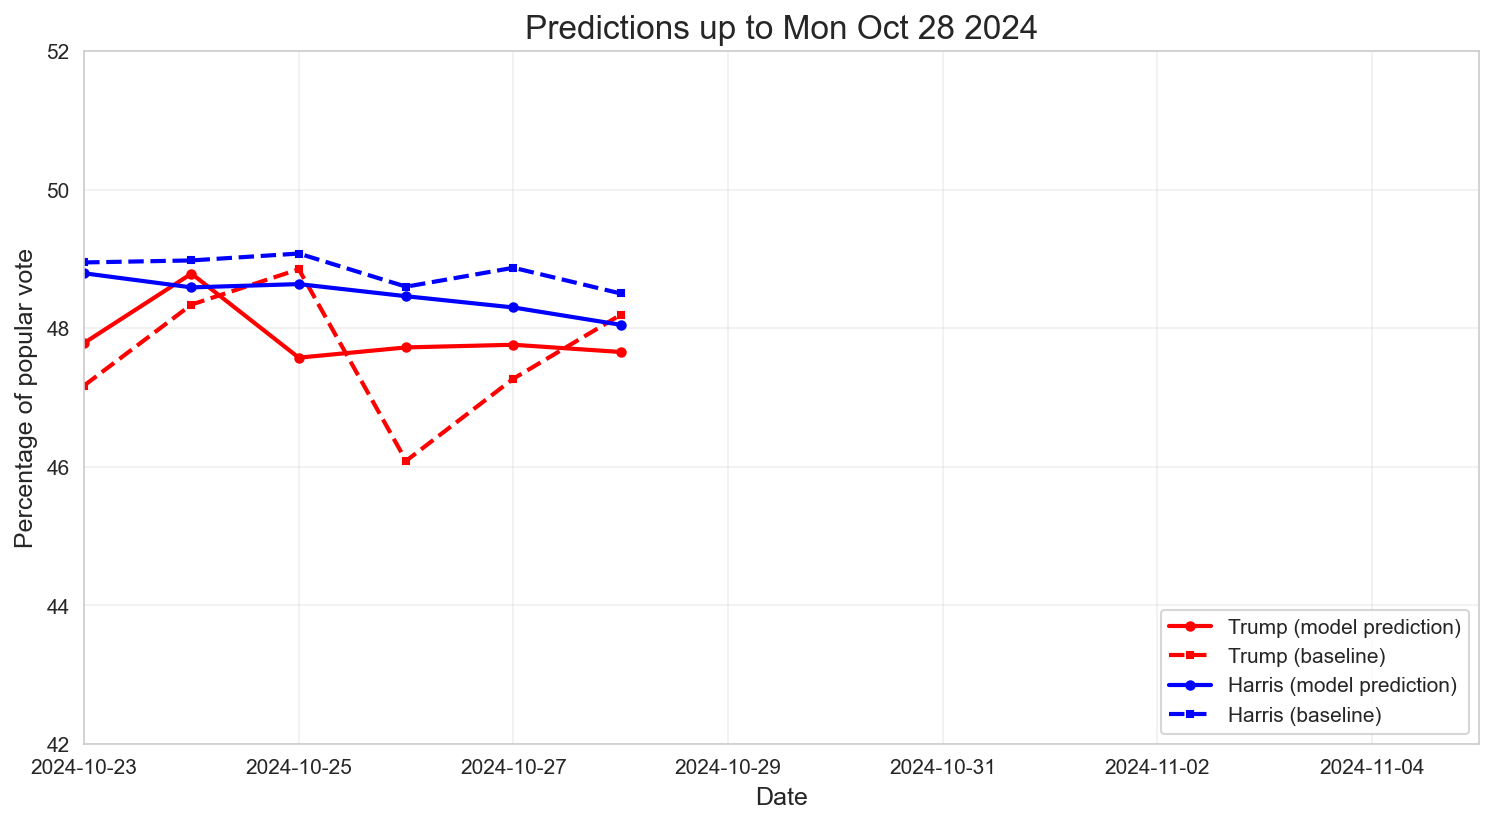 Predictions up to Mon Oct 28 2024
Percentage of popular vote
52
50
48
46
44
42
2024-10-23
2024-10-25
2024-10-27
2024-10-29
2024-10-31
2024-11-02
2024-11-04
Date
Trump (model prediction)
Trump (baseline)
Harris (model prediction)
Harris (baseline)